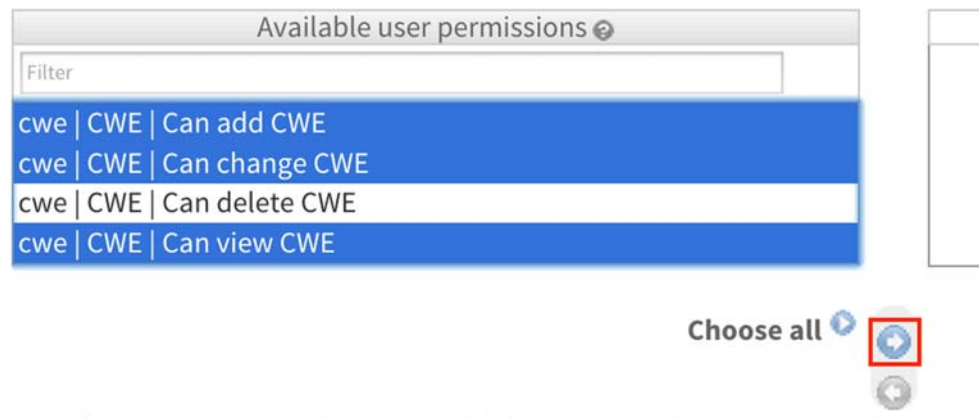 Available user permissions
Filter
cwe | CWE | Can add CWE
cwe | CWE | Can change CWE
cwe | CWE | Can delete CWE
cwe | CWE | Can view CWE
Choose all